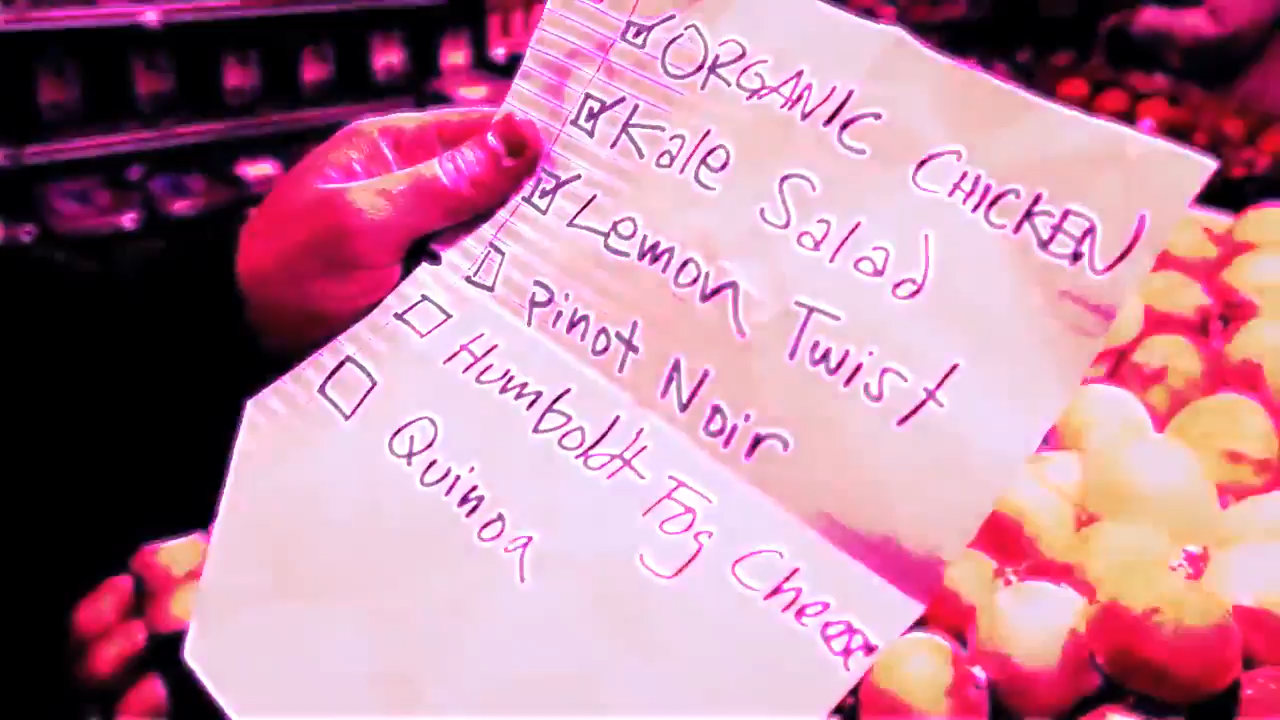 ORGANIC CHICKEN
Kale Salad
Lemon Twist
Pinot Noir
Humboldt Fog Cheese
Quinoa